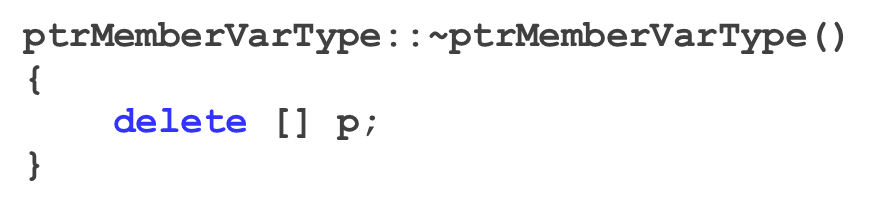 ptrMemberVarType::~ptrMemberVarType()
{
    delete [] p;
}